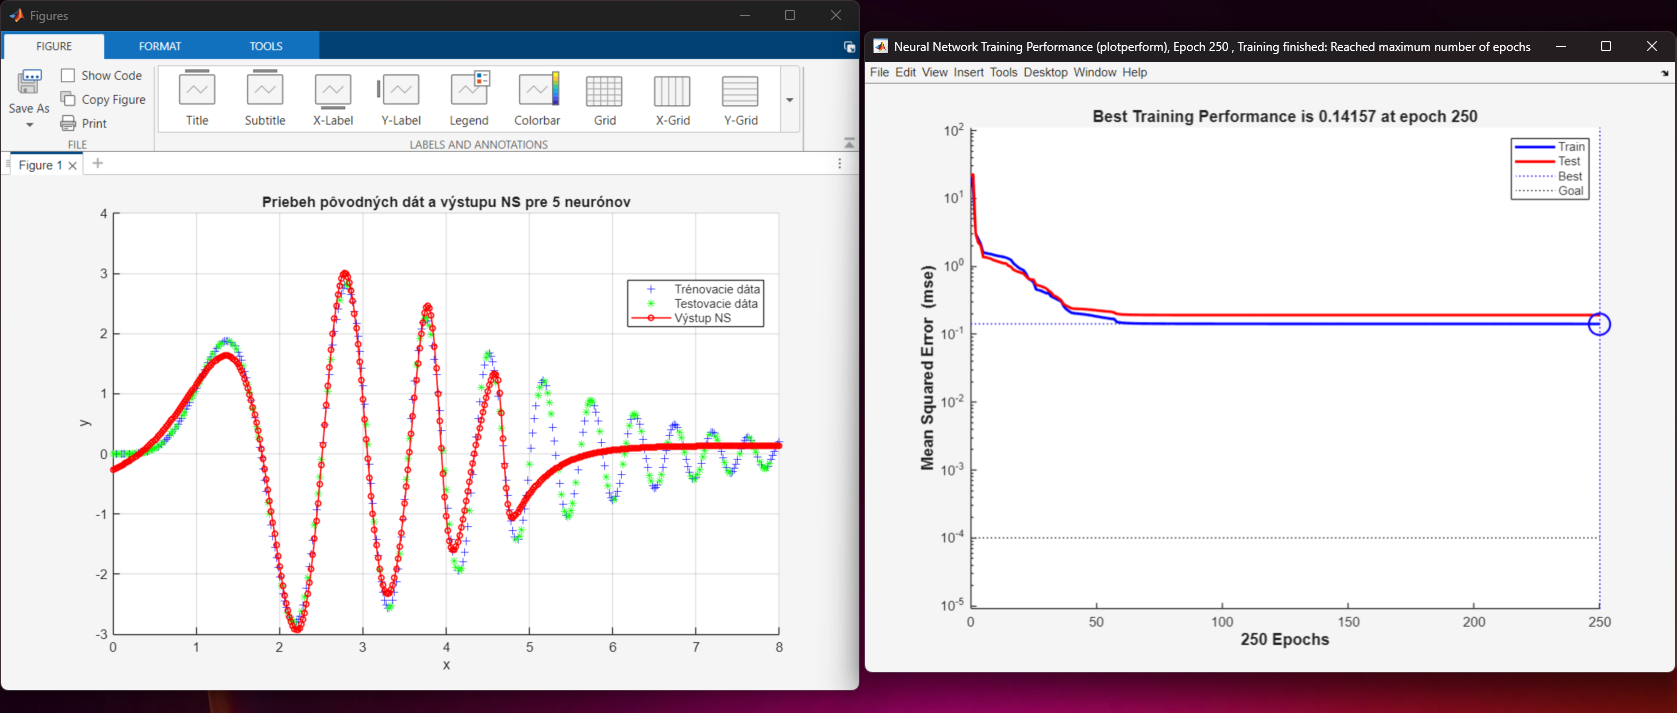 Figures
FIGURE FORMAT TOOLS
Save As
Show Code
Copy Figure
Print
FILE
Title Subtitle X-Label Y-Label Legend Colorbar Grid X-Grid Y-Grid
LABELS AND ANNOTATIONS
Figure 1
Priebeh pôvodných dát a výstupu NS pre 5 neurónov
4
3
2
1
0
-1
-2
-3
y
0 1 2 3 4 5 6 7 8
x
Trénovacie dáta
Testovacie dáta
Výstup NS
Neural Network Training Performance (plotperform), Epoch 250 , Training finished: Reached maximum number of epochs
File Edit View Insert Tools Desktop Window Help
Best Training Performance is 0.14157 at epoch 250
10^2
10^1
10^0
10^-1
10^-2
10^-3
10^-4
10^-5
Mean Squared Error (mse)
0 50 100 150 200 250
250 Epochs
Train
Test
Best
Goal